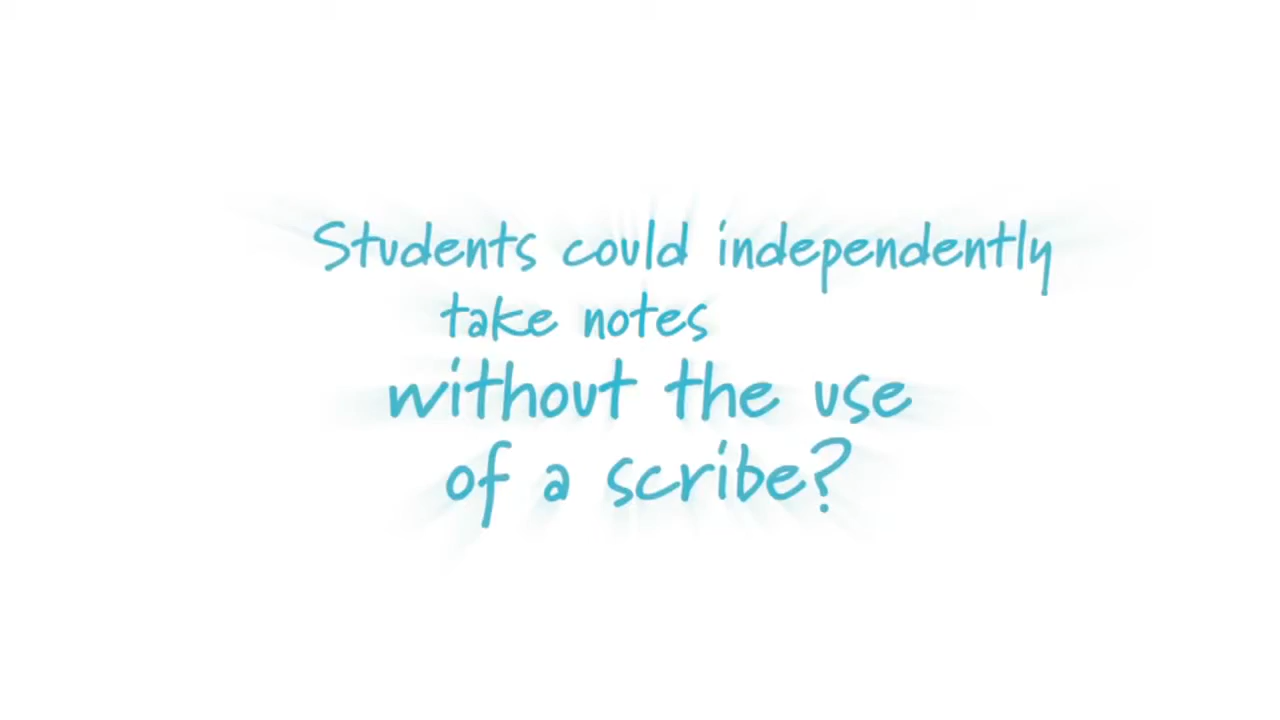 Students could independently
take notes
without the use
of a scribe?